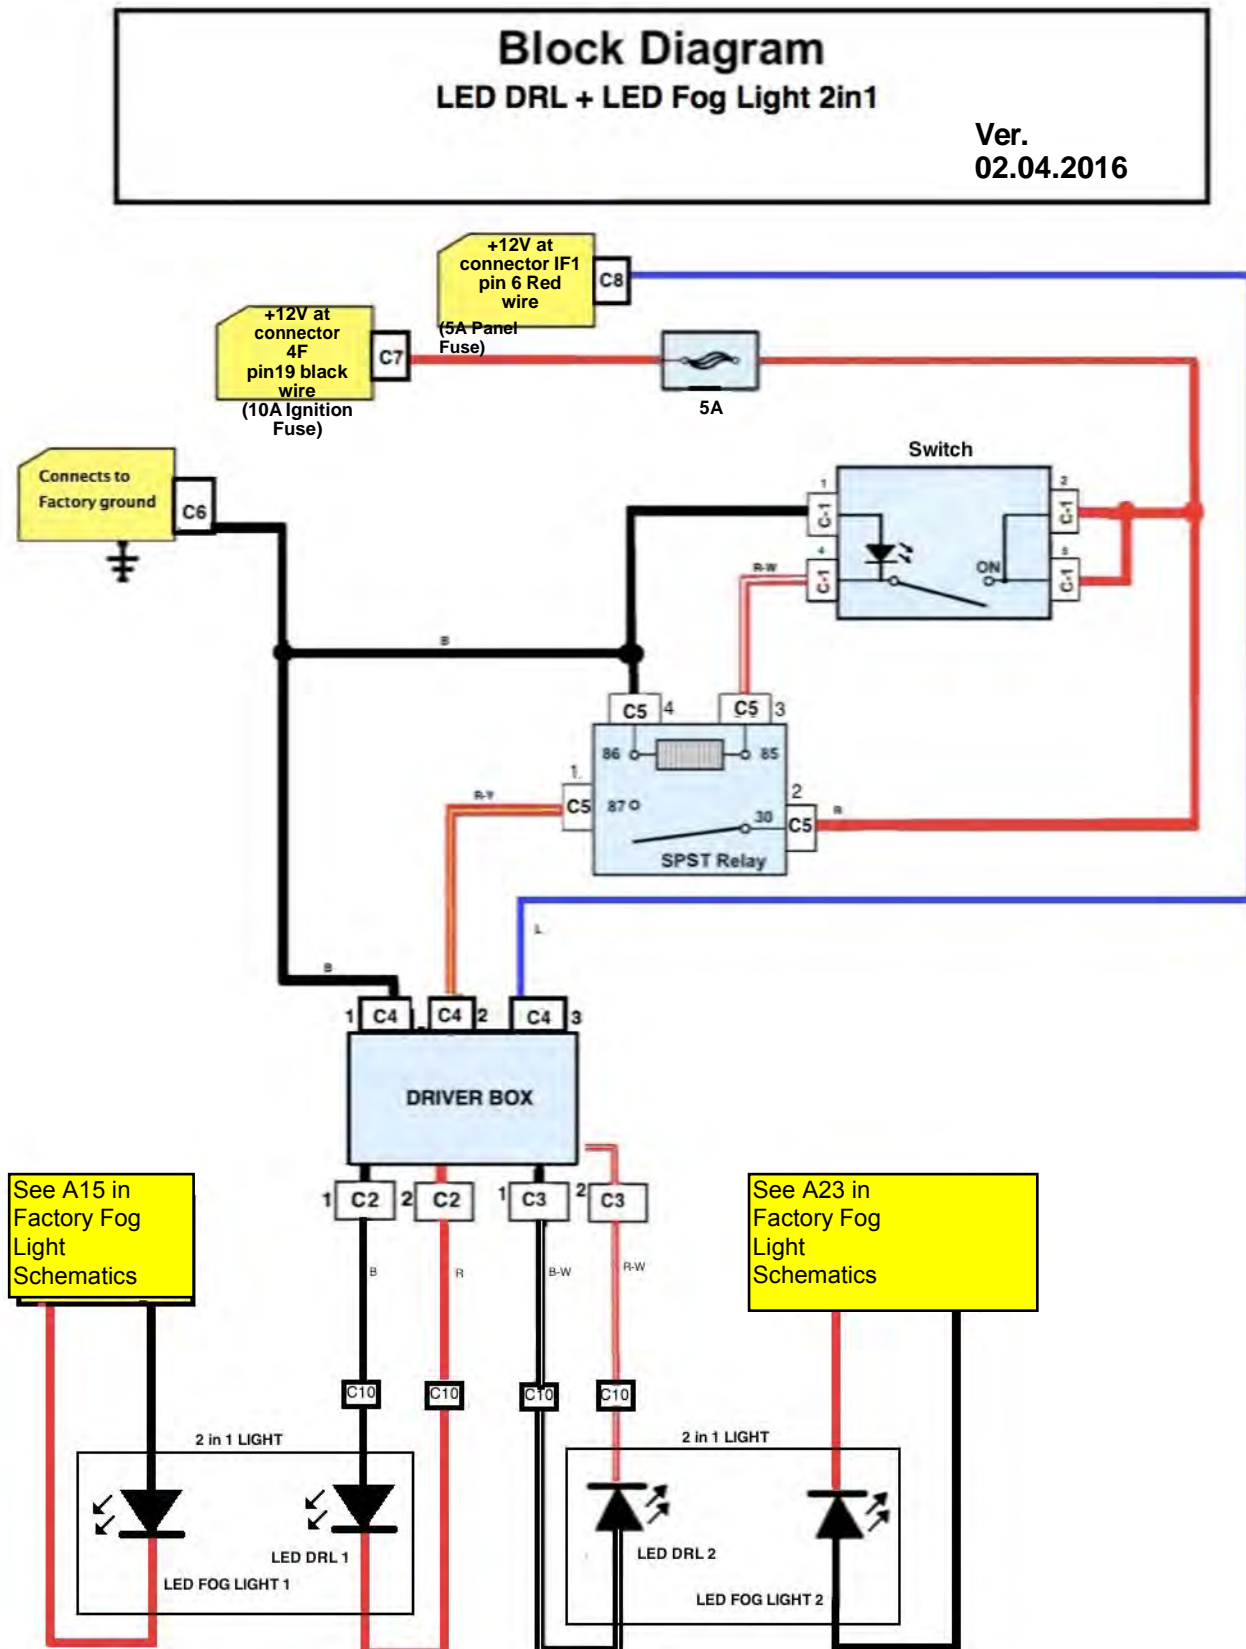 Block Diagram
LED DRL + LED Fog Light 2in1
Ver.
02.04.2016
+12V at
connector IF1
pin 6 Red
wire
(5A Panel
Fuse)
C8
+12V at
connector
4F
pin19 black
wire
(10A Ignition
Fuse)
C7
5A
Connects to
Factory ground
C6
Switch
1
C-1
2
C-1
4
C-1
ON
C-1
R-W
B
C5 4
C5 3
86
85
1
C5
87
2
C5
30
R
SPST Relay
R-Y
L
B
1 C4
C4 2
C4 3
DRIVER BOX
1 C2
2 C2
1 C3
2 C3
See A15 in
Factory Fog
Light
Schematics
See A23 in
Factory Fog
Light
Schematics
B
R
B-W
R-W
C10
C10
C10
C10
2 in 1 LIGHT
2 in 1 LIGHT
LED DRL 1
LED FOG LIGHT 1
LED DRL 2
LED FOG LIGHT 2